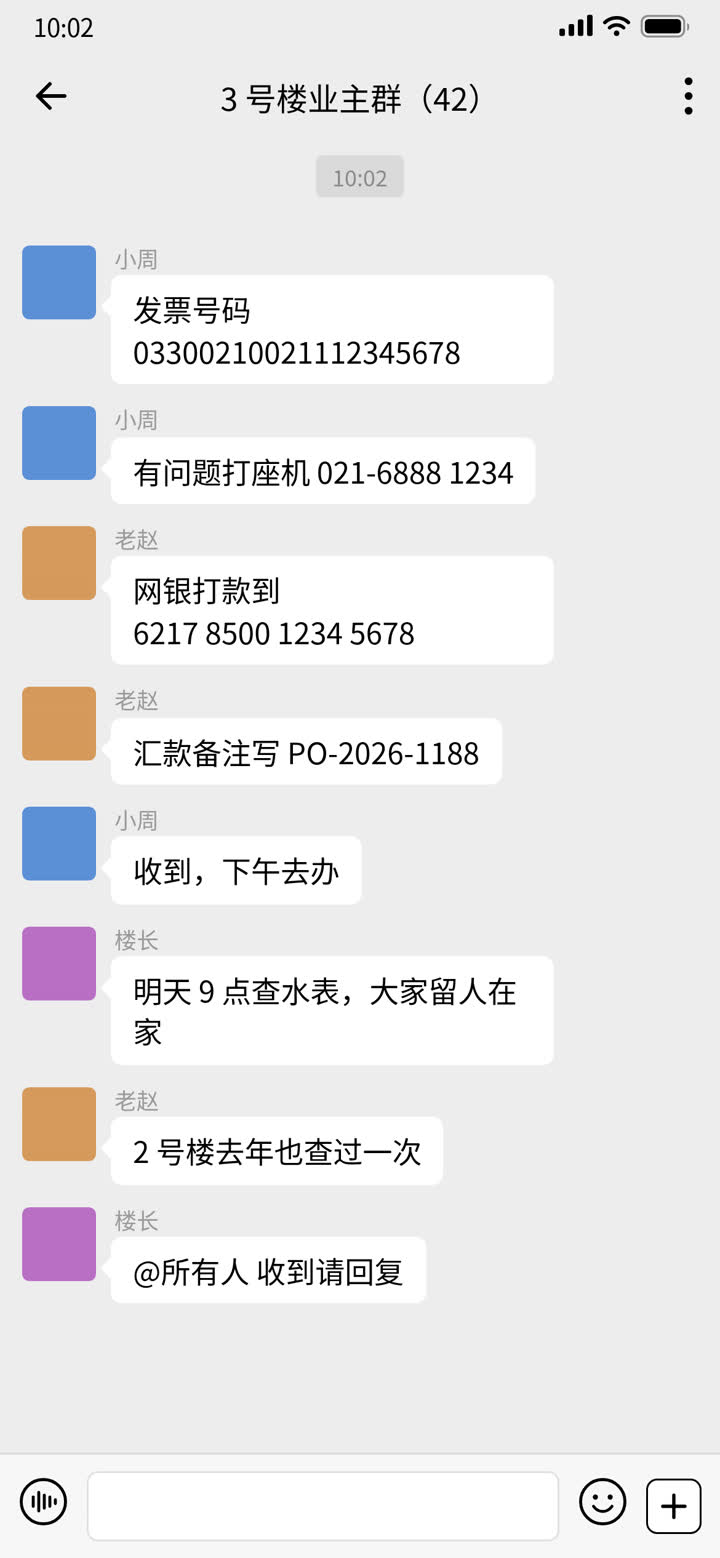 10:02
3 号楼业主群（42）
10:02
小周
发票号码
03300210021112345678
小周
有问题打座机 021-6888 1234
老赵
网银打款到
6217 8500 1234 5678
老赵
汇款备注写 PO-2026-1188
小周
收到，下午去办
楼长
明天 9 点查水表，大家留人在
家
老赵
2 号楼去年也查过一次
楼长
@所有人 收到请回复